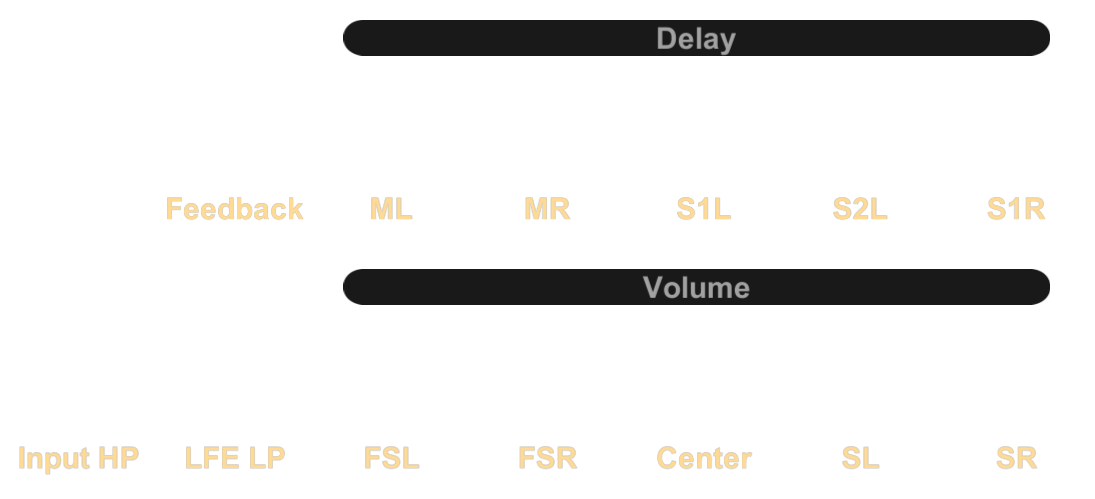 Delay
Feedback ML MR S1L S2L S1R
Volume
Input HP LFE LP FSL FSR Center SL SR